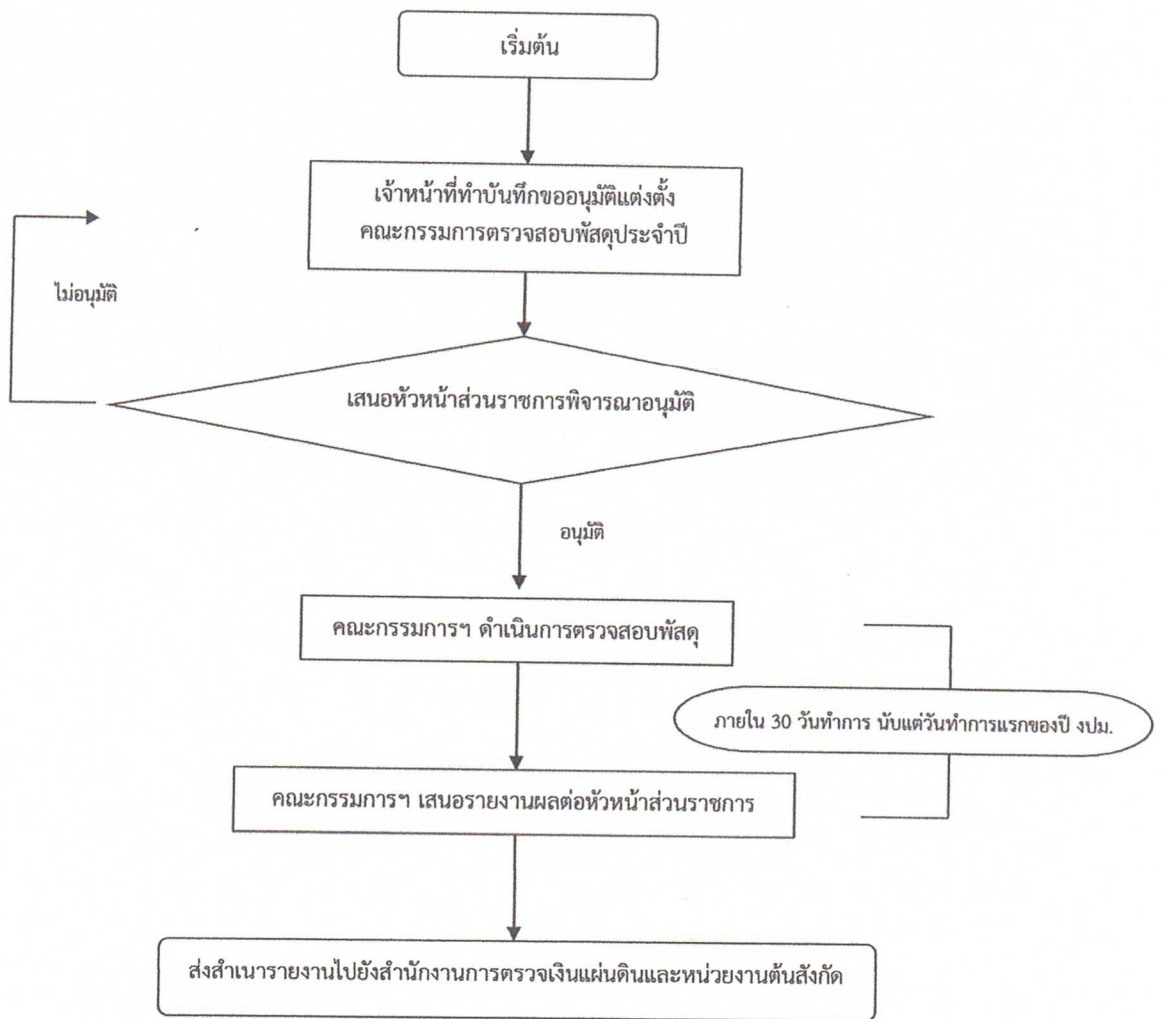 เริ่มต้น
เจ้าหน้าที่ทำบันทึกขออนุมัติแต่งตั้ง
คณะกรรมการตรวจสอบพัสดุประจำปี
ไม่อนุมัติ
เสนอหัวหน้าส่วนราชการพิจารณาอนุมัติ
อนุมัติ
คณะกรรมการฯ ดำเนินการตรวจสอบพัสดุ
ภายใน 30 วันทำการ นับแต่วันทำการแรกของปี งปม.
คณะกรรมการฯ เสนอรายงานผลต่อหัวหน้าส่วนราชการ
ส่งสำเนารายงานไปยังสำนักงานการตรวจเงินแผ่นดินและหน่วยงานต้นสังกัด